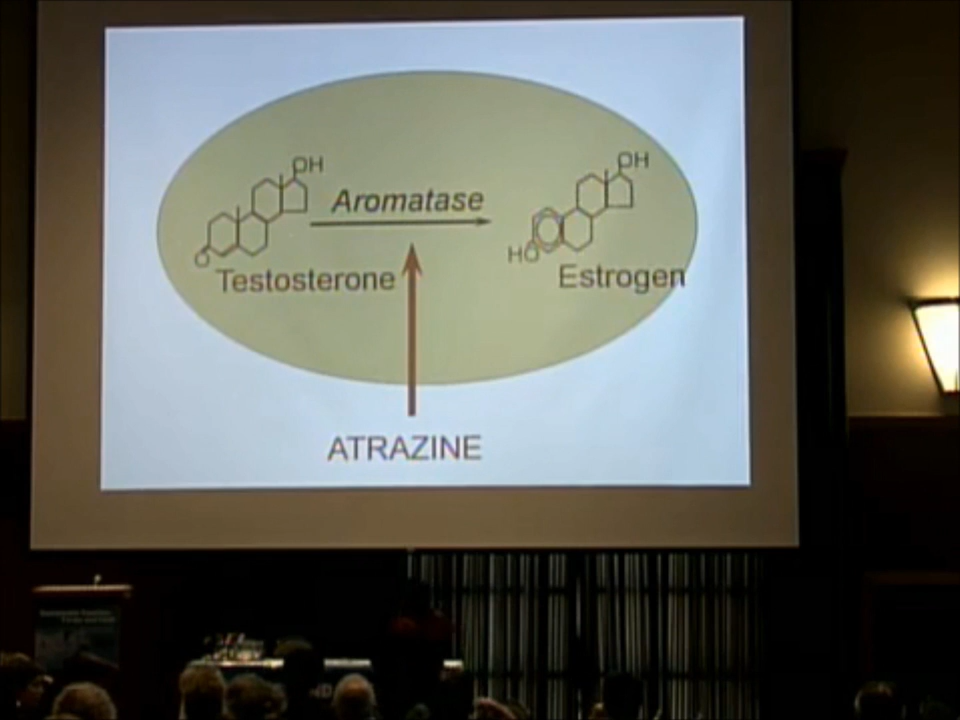 OH
OH
Aromatase
O
HO
Testosterone
Estrogen
ATRAZINE